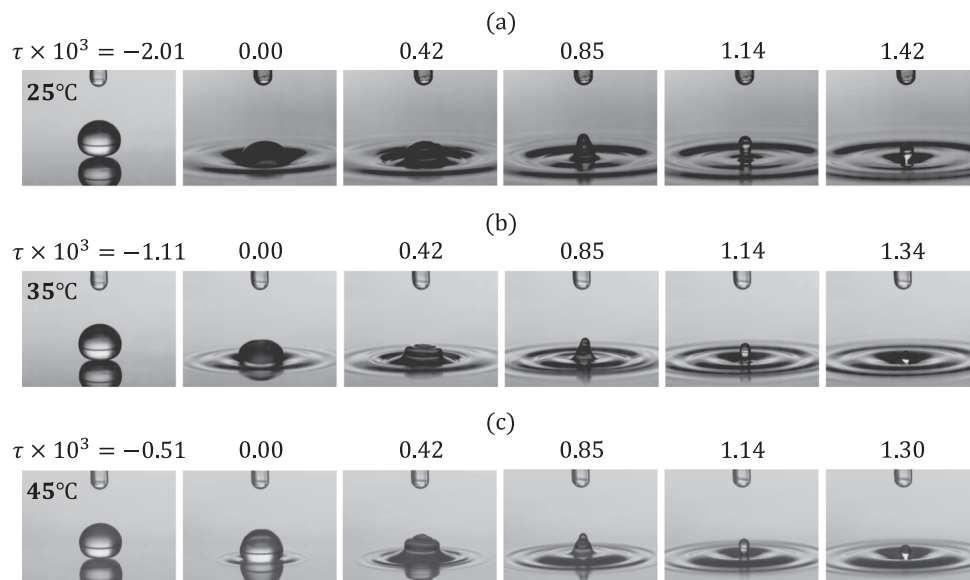 (a)
τ × 10³ = −2.01 0.00 0.42 0.85 1.14 1.42
25°C
(b)
τ × 10³ = −1.11 0.00 0.42 0.85 1.14 1.34
35°C
(c)
τ × 10³ = −0.51 0.00 0.42 0.85 1.14 1.30
45°C